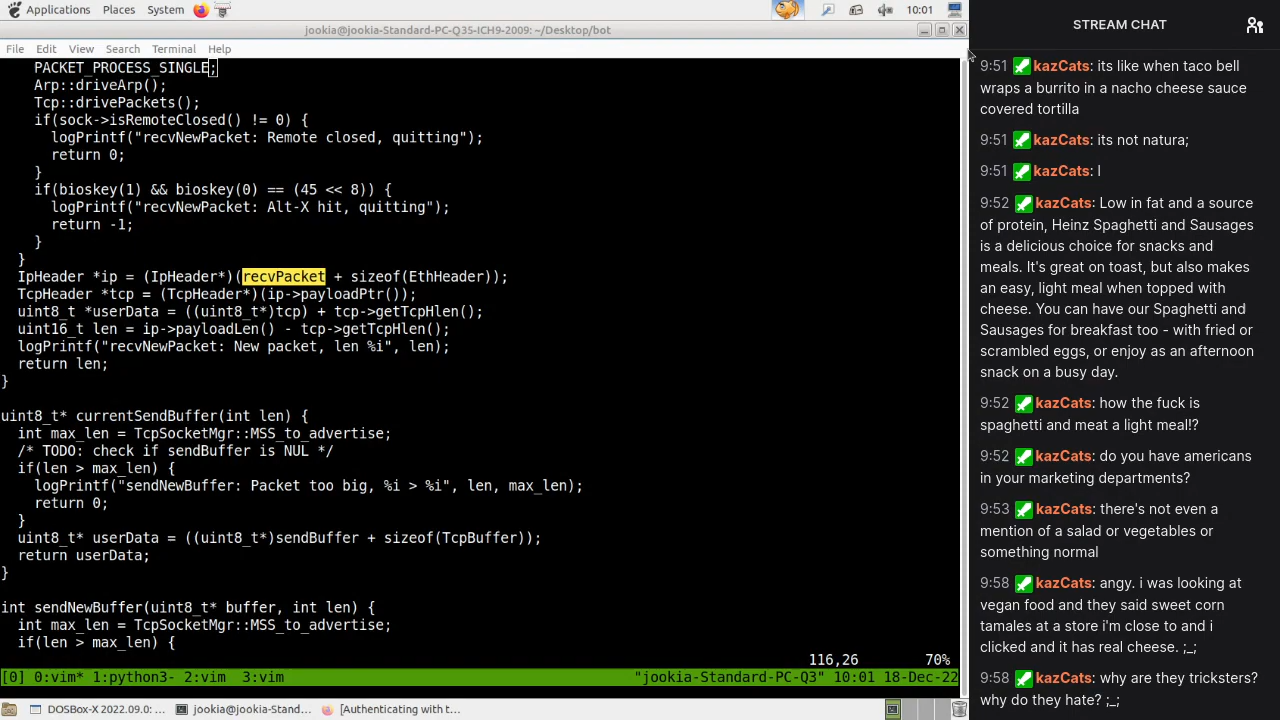 Applications Places System 10:01
jookia@jookia-Standard-PC-Q35-ICH9-2009: ~/Desktop/bot
File Edit View Search Terminal Help
PACKET_PROCESS_SINGLE;
Arp::driveArp();
Tcp::drivePackets();
if(sock->isRemoteClosed() != 0) {
logPrintf("recvNewPacket: Remote closed, quitting");
return 0;
}
if(bioskey(1) && bioskey(0) == (45 << 8)) {
logPrintf("recvNewPacket: Alt-X hit, quitting");
return -1;
}
}
IpHeader *ip = (IpHeader*)(recvPacket + sizeof(EthHeader));
TcpHeader *tcp = (TcpHeader*)(ip->payloadPtr());
uint8_t *userData = ((uint8_t*)tcp) + tcp->getTcpHlen();
uint16_t len = ip->payloadLen() - tcp->getTcpHlen();
logPrintf("recvNewPacket: New packet, len %i", len);
return len;
}
uint8_t* currentSendBuffer(int len) {
int max_len = TcpSocketMgr::MSS_to_advertise;
/* TODO: check if sendBuffer is NUL */
if(len > max_len) {
logPrintf("sendNewBuffer: Packet too big, %i > %i", len, max_len);
return 0;
}
uint8_t* userData = ((uint8_t*)sendBuffer + sizeof(TcpBuffer));
return userData;
}
int sendNewBuffer(uint8_t* buffer, int len) {
int max_len = TcpSocketMgr::MSS_to_advertise;
if(len > max_len) {
116,26 70%
[0] 0:vim* 1:python3- 2:vim 3:vim "jookia-Standard-PC-Q3" 10:01 18-Dec-22
DOSBox-X 2022.09.0: ... jookia@jookia-Stand... [Authenticating with t...
STREAM CHAT
9:51 kazCats: its like when taco bell
wraps a burrito in a nacho cheese sauce
covered tortilla
9:51 kazCats: its not natura;
9:51 kazCats: l
9:52 kazCats: Low in fat and a source
of protein, Heinz Spaghetti and Sausages
is a delicious choice for snacks and
meals. It's great on toast, but also makes
an easy, light meal when topped with
cheese. You can have our Spaghetti and
Sausages for breakfast too - with fried or
scrambled eggs, or enjoy as an afternoon
snack on a busy day.
9:52 kazCats: how the fuck is
spaghetti and meat a light meal!?
9:52 kazCats: do you have americans
in your marketing departments?
9:53 kazCats: there's not even a
mention of a salad or vegetables or
something normal
9:58 kazCats: angry. i was looking at
vegan food and they said sweet corn
tamales at a store i'm close to and i
clicked and it has real cheese. ;_;
9:58 kazCats: why are they tricksters?
why do they hate? ;_;